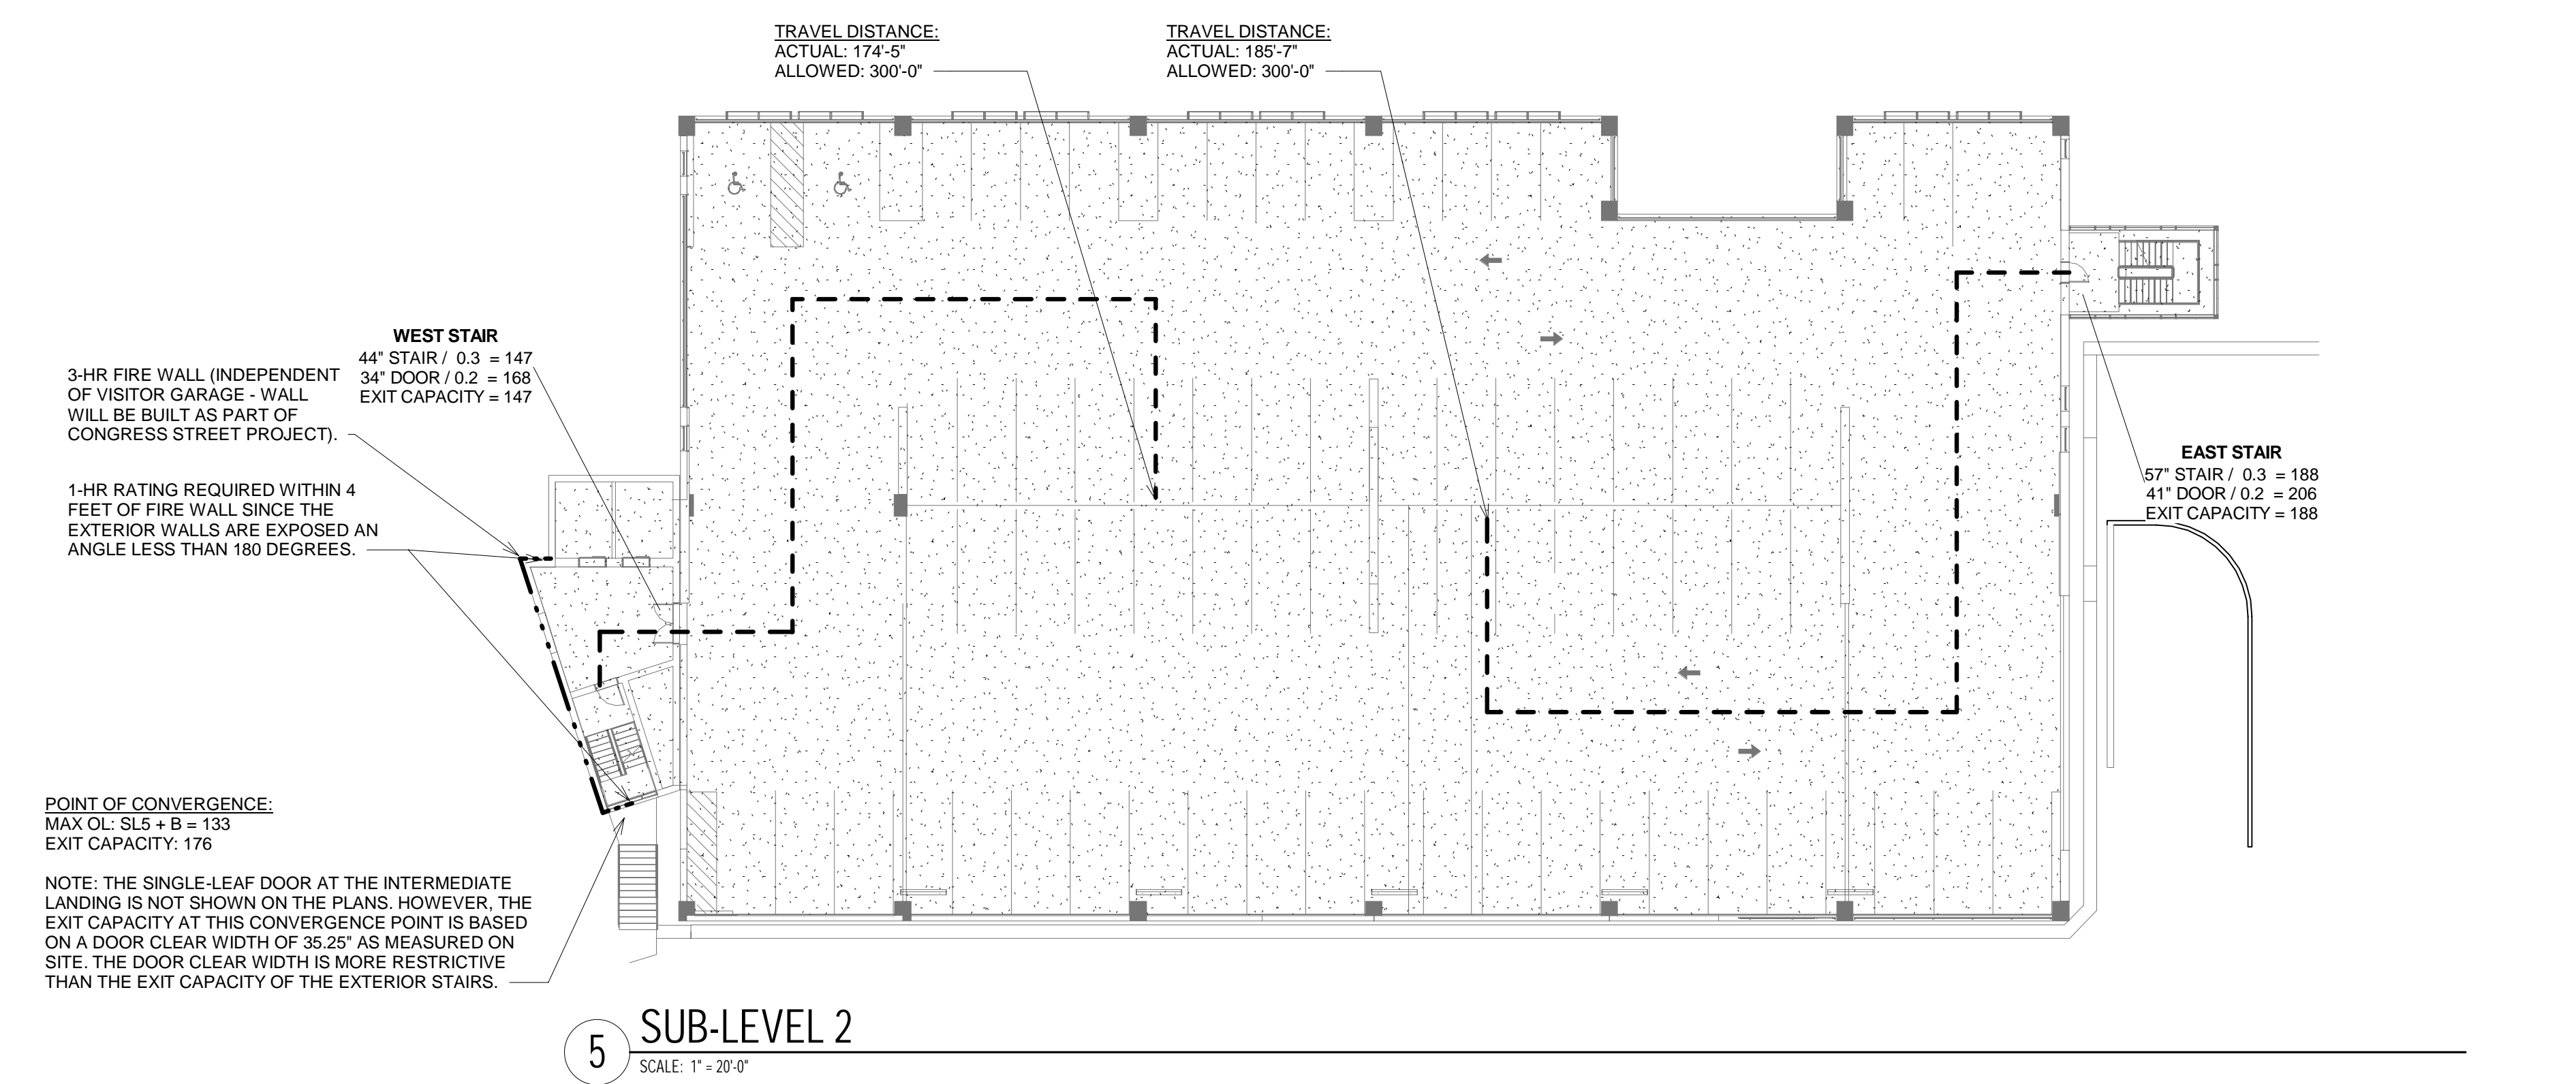 TRAVEL DISTANCE:
ACTUAL: 174'-5"
ALLOWED: 300'-0"
TRAVEL DISTANCE:
ACTUAL: 185'-7"
ALLOWED: 300'-0"
WEST STAIR
44" STAIR / 0.3 = 147
34" DOOR / 0.2 = 168
EXIT CAPACITY = 147
3-HR FIRE WALL (INDEPENDENT
OF VISITOR GARAGE - WALL
WILL BE BUILT AS PART OF
CONGRESS STREET PROJECT).
1-HR RATING REQUIRED WITHIN 4
FEET OF FIRE WALL SINCE THE
EXTERIOR WALLS ARE EXPOSED AN
ANGLE LESS THAN 180 DEGREES.
EAST STAIR
57" STAIR / 0.3 = 188
41" DOOR / 0.2 = 206
EXIT CAPACITY = 188
POINT OF CONVERGENCE:
MAX OL: SL5 + B = 133
EXIT CAPACITY: 176
NOTE: THE SINGLE-LEAF DOOR AT THE INTERMEDIATE
LANDING IS NOT SHOWN ON THE PLANS. HOWEVER, THE
EXIT CAPACITY AT THIS CONVERGENCE POINT IS BASED
ON A DOOR CLEAR WIDTH OF 35.25" AS MEASURED ON
SITE. THE DOOR CLEAR WIDTH IS MORE RESTRICTIVE
THAN THE EXIT CAPACITY OF THE EXTERIOR STAIRS.
5 SUB-LEVEL 2
SCALE: 1" = 20'-0"